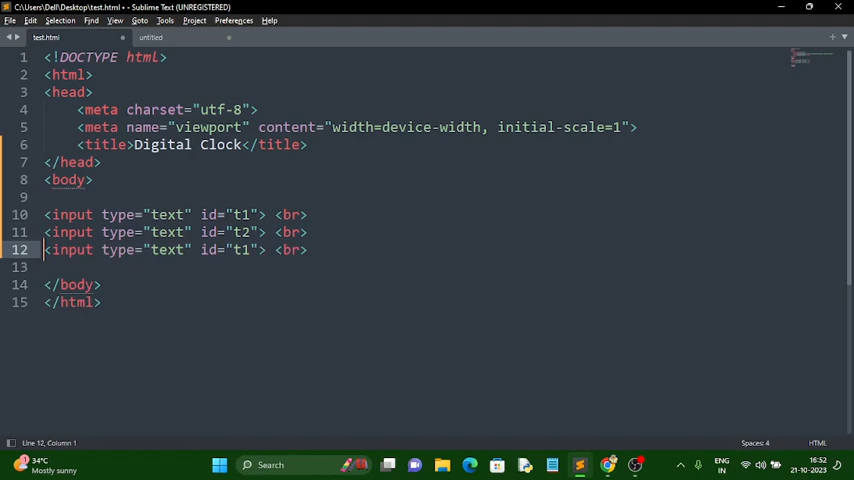 C:\Users\Dell\Desktop\test.html • - Sublime Text (UNREGISTERED)
File Edit Selection Find View Goto Tools Project Preferences Help
test.html untitled
1 <!DOCTYPE html>
2 <html>
3 <head>
4 <meta charset="utf-8">
5 <meta name="viewport" content="width=device-width, initial-scale=1">
6 <title>Digital Clock</title>
7 </head>
8 <body>
9
10 <input type="text" id="t1"> <br>
11 <input type="text" id="t2"> <br>
12 <input type="text" id="t1"> <br>
13
14 </body>
15 </html>
Line 12, Column 1 Spaces: 4 HTML
34°C
Mostly sunny
Search
ENG
IN
16:52
21-10-2023